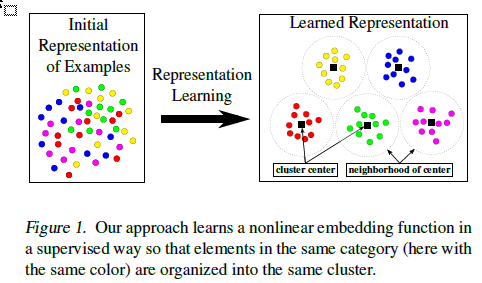 Initial
Representation
of Examples
Representation
Learning
Learned Representation
cluster center
neighborhood of center
Figure 1. Our approach learns a nonlinear embedding function in
a supervised way so that elements in the same category (here with
the same color) are organized into the same cluster.